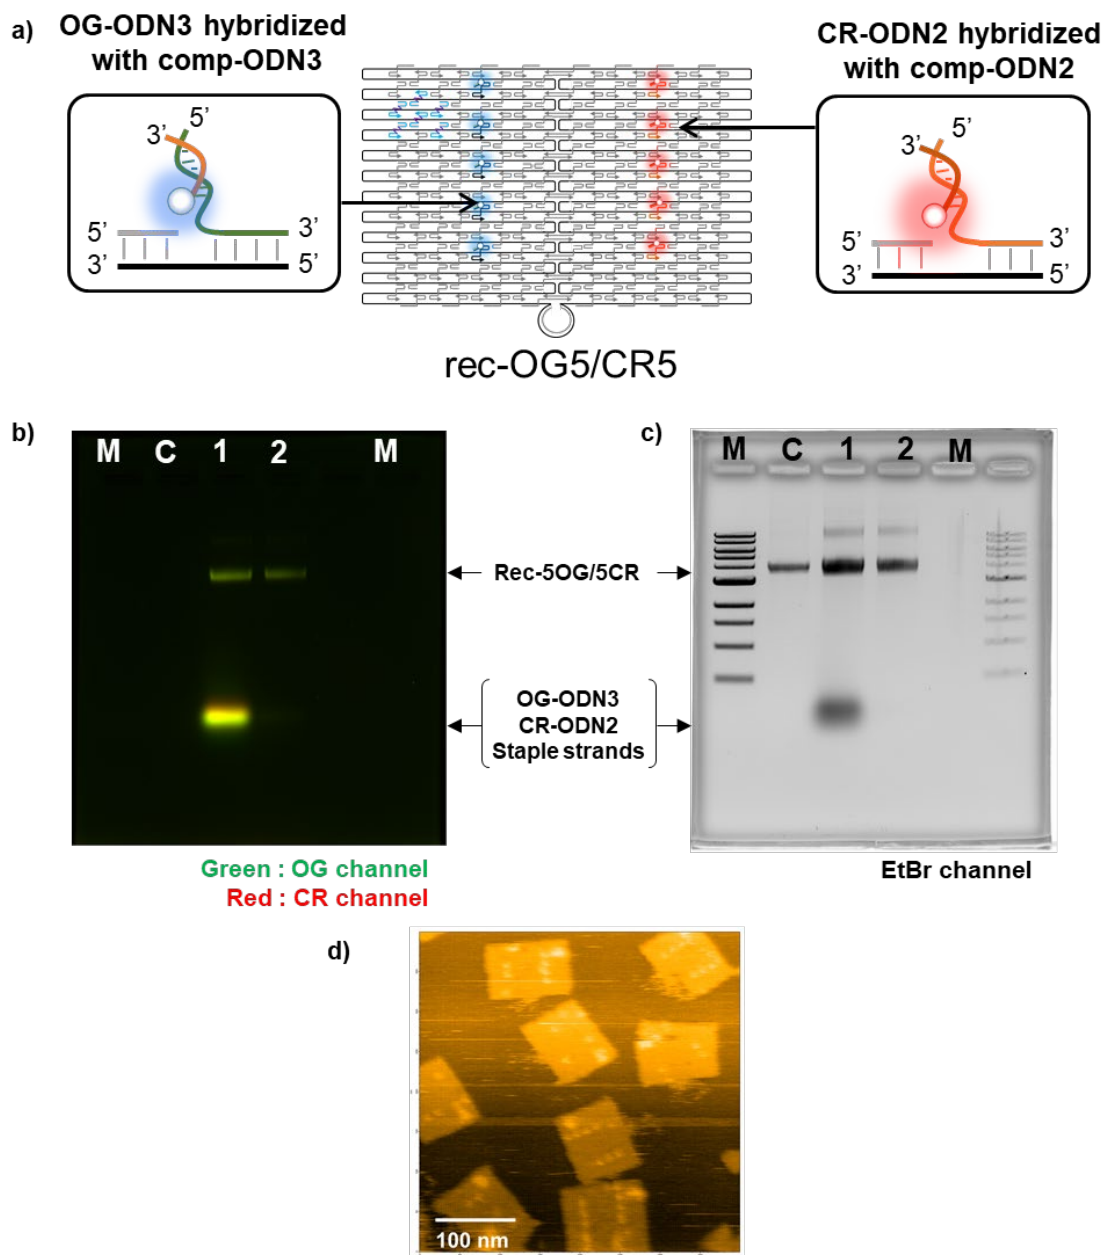 a)
OG-ODN3 hybridized
with comp-ODN3
CR-ODN2 hybridized
with comp-ODN2
5’
3’
5’
3’
3’
5’
5’
3’
5’
3’
3’
5’
rec-OG5/CR5
b)
M C 1 2 M
c)
M C 1 2 M
Rec-5OG/5CR
OG-ODN3
CR-ODN2
Staple strands
Green : OG channel
Red : CR channel
EtBr channel
d)
100 nm